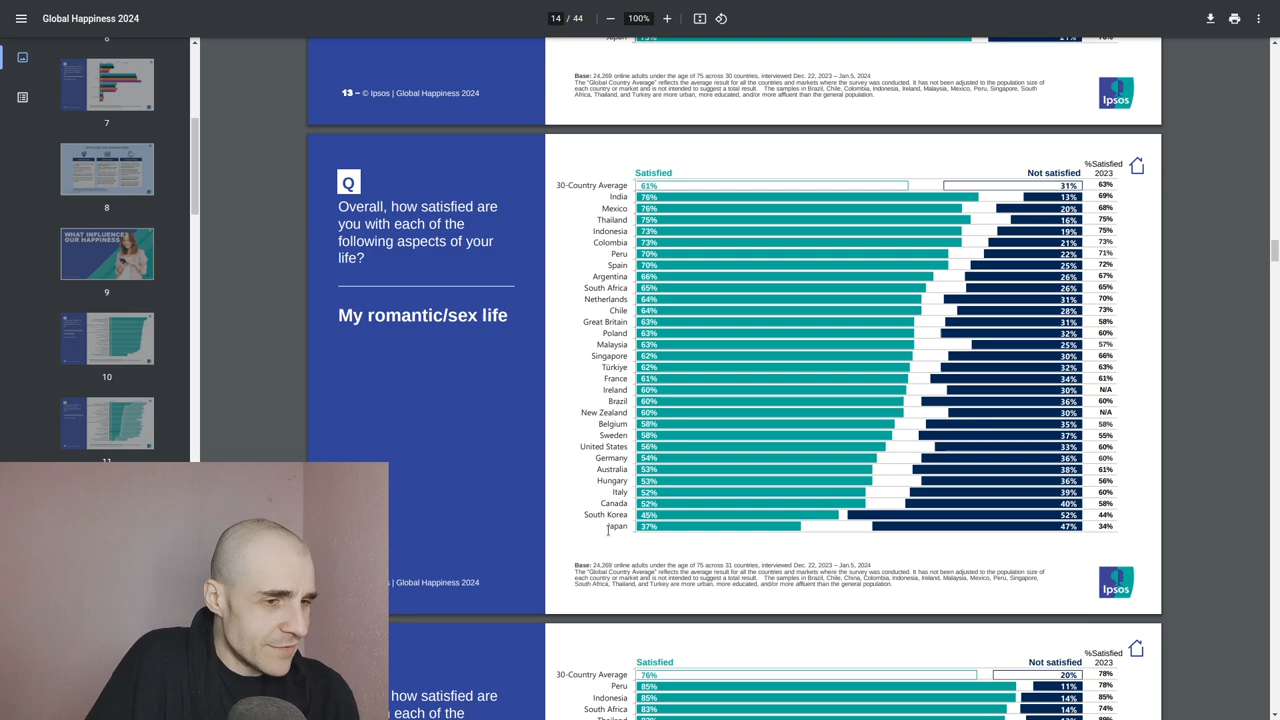 Global Happiness 2024
14 / 44
100%
6
7
8
WHAT INFLUENCES
OUR HAPPINESS
9
10
11
Japan 75% 21% 70%
Base: 24,269 online adults under the age of 75 across 30 countries, interviewed Dec. 22, 2023 – Jan.5, 2024
The "Global Country Average" reflects the average result for all the countries and markets where the survey was conducted. It has not been adjusted to the population size of
each country or market and is not intended to suggest a total result. The samples in Brazil, Chile, Colombia, Indonesia, Ireland, Malaysia, Mexico, Peru, Singapore, South
Africa, Thailand, and Turkey are more urban, more educated, and/or more affluent than the general population.
13 – © Ipsos | Global Happiness 2024
Ipsos
Q
Overall, how satisfied are
you with each of the
following aspects of your
life?
My romantic/sex life
Satisfied Not satisfied %Satisfied
2023
30-Country Average 61% 31% 63%
India 76% 13% 69%
Mexico 76% 20% 68%
Thailand 75% 16% 75%
Indonesia 73% 19% 75%
Colombia 73% 21% 73%
Peru 70% 22% 71%
Spain 70% 25% 72%
Argentina 66% 26% 67%
South Africa 65% 26% 65%
Netherlands 64% 31% 70%
Chile 64% 28% 73%
Great Britain 63% 31% 58%
Poland 63% 32% 60%
Malaysia 63% 25% 57%
Singapore 62% 30% 66%
Türkiye 62% 32% 63%
France 61% 34% 61%
Ireland 60% 30% N/A
Brazil 60% 36% 60%
New Zealand 60% 30% N/A
Belgium 58% 35% 58%
Sweden 58% 37% 55%
United States 56% 33% 60%
Germany 54% 36% 60%
Australia 53% 38% 61%
Hungary 53% 36% 56%
Italy 52% 39% 60%
Canada 52% 40% 58%
South Korea 45% 52% 44%
Japan 37% 47% 34%
Base: 24,269 online adults under the age of 75 across 31 countries, interviewed Dec. 22, 2023 – Jan.5, 2024
The "Global Country Average" reflects the average result for all the countries and markets where the survey was conducted. It has not been adjusted to the population size of
each country or market and is not intended to suggest a total result. The samples in Brazil, Chile, China, Colombia, Indonesia, Ireland, Malaysia, Mexico, Peru, Singapore,
South Africa, Thailand, and Turkey are more urban, more educated, and/or more affluent than the general population.
| Global Happiness 2024
Ipsos
how satisfied are
each of the
Satisfied Not satisfied %Satisfied
2023
30-Country Average 76% 20% 78%
Peru 85% 11% 78%
Indonesia 85% 14% 85%
South Africa 83% 14% 74%